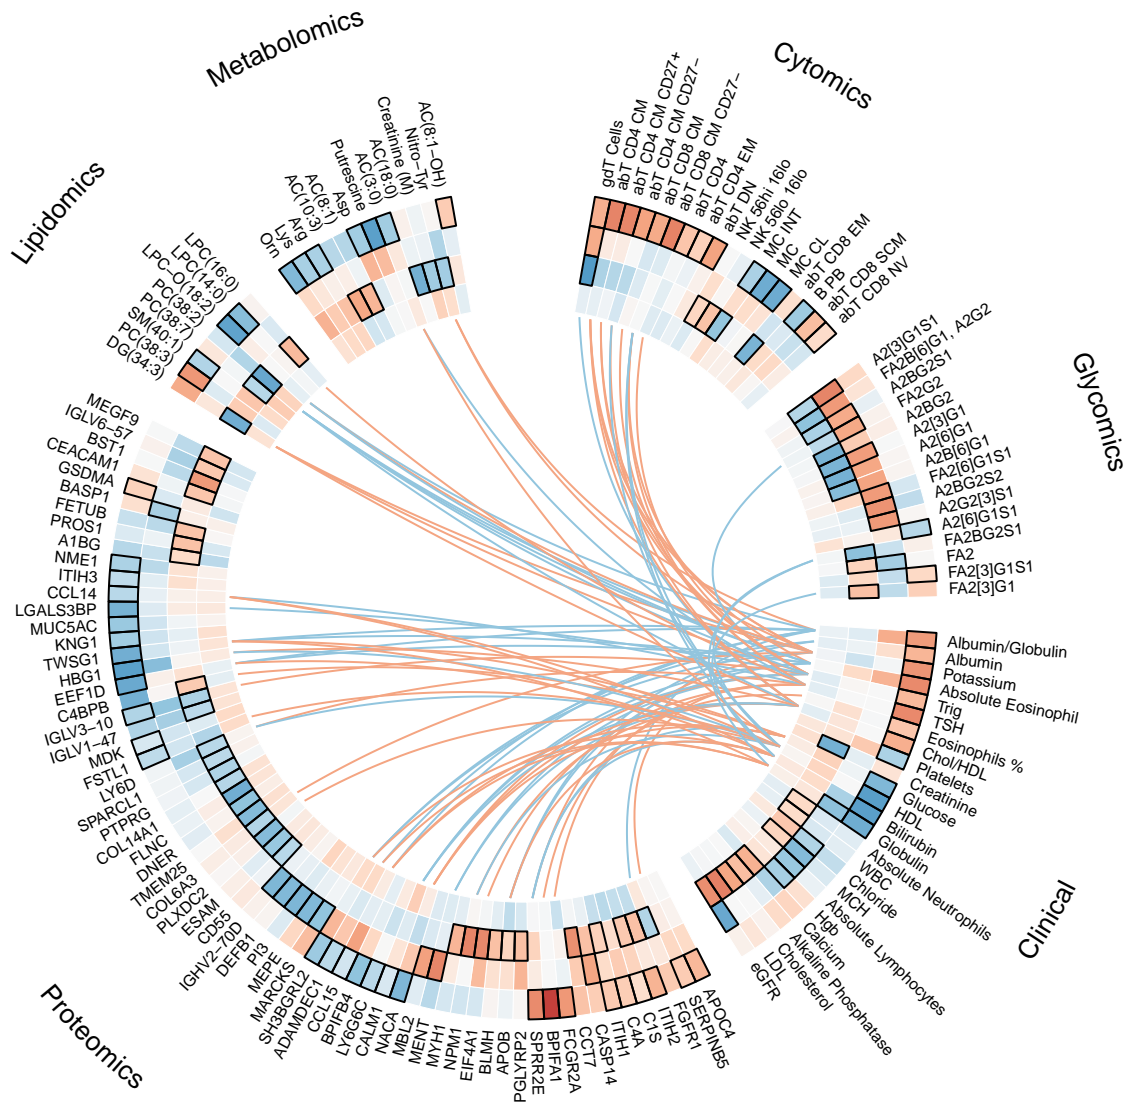 Metabolomics
Cytomics
Lipidomics
Glycomics
Clinical
Proteomics
Orn
Lys
Arg
AC(10:3)
AC(8:1)
Asp
Putrescine
AC(3:0)
AC(18:0)
Creatinine (M)
Nitro−Tyr
AC(8:1−OH)
gdT Cells
abT CD4 CM
abT CD4 CM CD27+
abT CD4 CM CD27−
abT CD8 CM
abT CD8 CM CD27−
abT CD4
abT CD4 EM
abT DN
NK 56hi 16lo
NK 56lo 16lo
MC INT
MC
MC CL
abT CD8 EM
B PB
abT CD8 SCM
abT CD8 NV
A2[3]G1S1
FA2B[6]G1, A2G2
A2BG2S1
FA2G2
A2BG2
A2[3]G1
A2[6]G1
A2B[6]G1
FA2[6]G1S1
A2BG2S2
A2G2[3]S1
A2[6]G1S1
FA2BG2S1
FA2
FA2[3]G1S1
FA2[3]G1
Albumin/Globulin
Albumin
Potassium
Absolute Eosinophil
Trig
TSH
Eosinophils %
Chol/HDL
Platelets
Creatinine
Glucose
HDL
Bilirubin
Globulin
Absolute Neutrophils
WBC
Chloride
MCH
Absolute Lymphocytes
Hgb
Calcium
Alkaline Phosphatase
Cholesterol
LDL
eGFR
APOC4
SERPINB5
FGFR1
ITIH2
C1S
C4A
ITIH1
CASP14
CCT7
FCGR2A
BPIFA1
SPRR2E
PGLYRP2
APOB
BLMH
EIF4A1
NPM1
MYH1
MENT
MBL2
NACA
CALM1
LY6G6C
BPIFB4
CCL15
ADAMDEC1
SH3BGRL2
MARCKS
MEPE
PI3
DEFB1
IGHV2−70D
CD55
ESAM
PLXDC2
COL6A3
TMEM25
DNER
FLNC
COL14A1
PTPRG
SPARCL1
LY6D
FSTL1
MDK
IGLV1−47
IGLV3−10
C4BPB
EEF1D
HBG1
TWSG1
KNG1
MUC5AC
LGALS3BP
CCL14
ITIH3
NME1
A1BG
PROS1
FETUB
BASP1
GSDMA
CEACAM1
BST1
IGLV6−57
MEGF9
DG(34:3)
PC(38:3)
SM(40:1)
PC(38:7)
PC(38:2)
LPC−O(18:2)
LPC(14:0)
LPC(16:0)